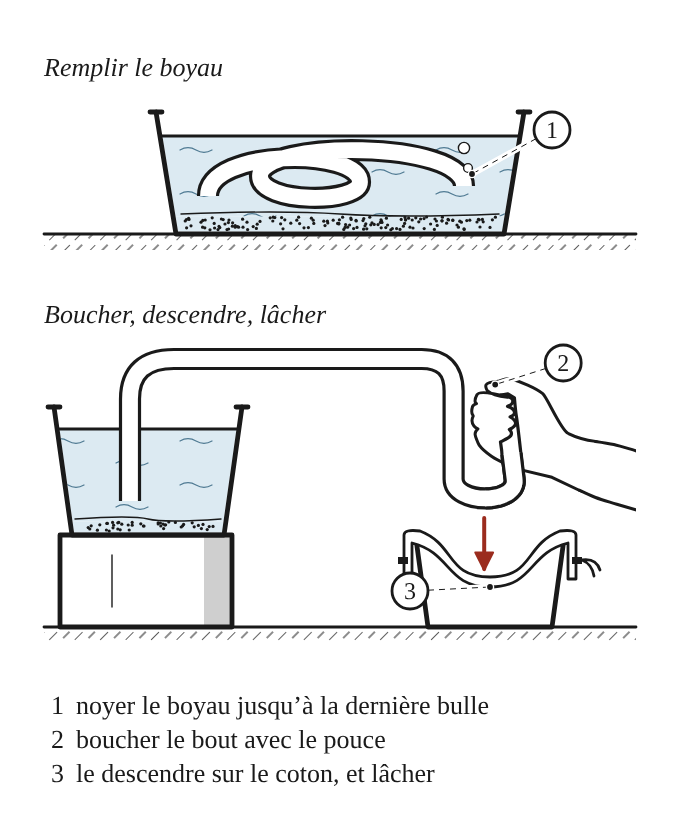 Remplir le boyau
1
Boucher, descendre, lâcher
2
3
1 noyer le boyau jusqu’à la dernière bulle
2 boucher le bout avec le pouce
3 le descendre sur le coton, et lâcher